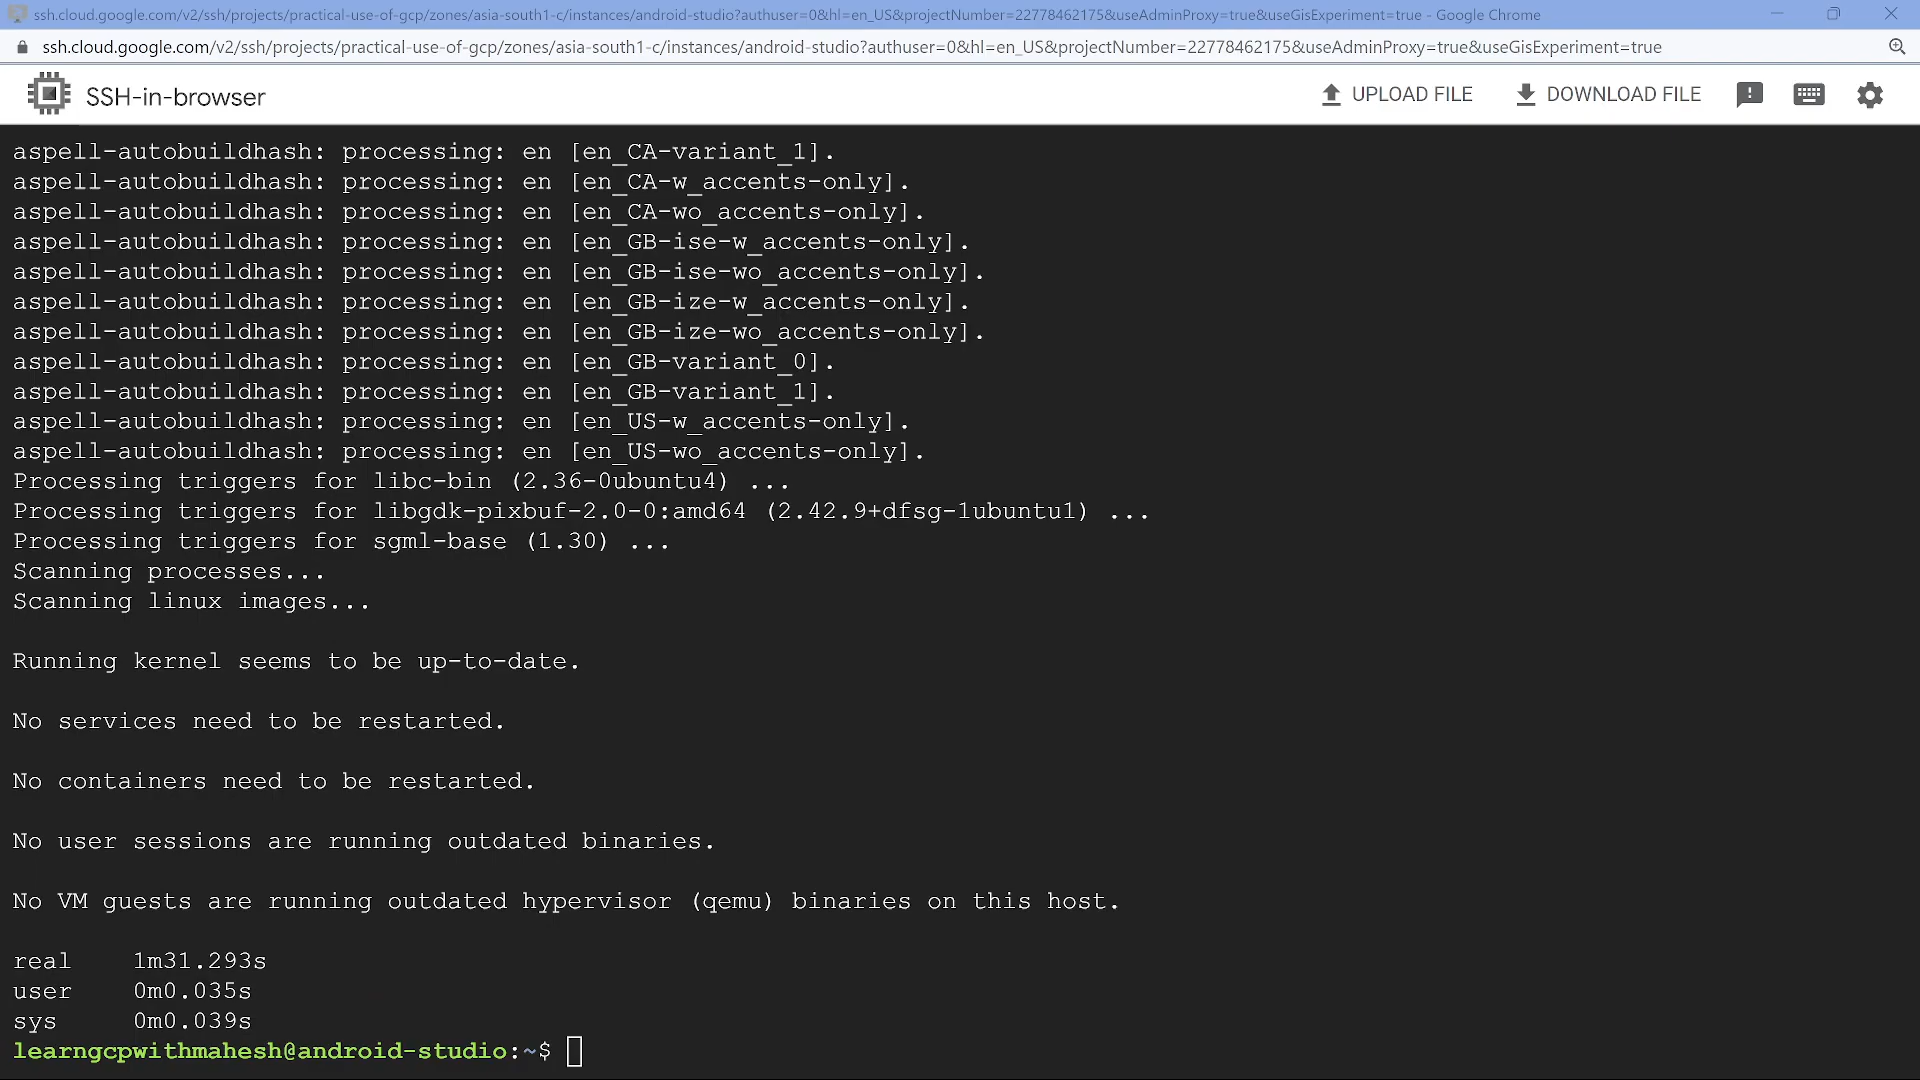 ssh.cloud.google.com/v2/ssh/projects/practical-use-of-gcp/zones/asia-south1-c/instances/android-studio?authuser=0&hl=en_US&projectNumber=22778462175&useAdminProxy=true&useGisExperiment=true - Google Chrome
ssh.cloud.google.com/v2/ssh/projects/practical-use-of-gcp/zones/asia-south1-c/instances/android-studio?authuser=0&hl=en_US&projectNumber=22778462175&useAdminProxy=true&useGisExperiment=true
SSH-in-browser UPLOAD FILE DOWNLOAD FILE
aspell-autobuildhash: processing: en [en_CA-variant_1].
aspell-autobuildhash: processing: en [en_CA-w_accents-only].
aspell-autobuildhash: processing: en [en_CA-wo_accents-only].
aspell-autobuildhash: processing: en [en_GB-ise-w_accents-only].
aspell-autobuildhash: processing: en [en_GB-ise-wo_accents-only].
aspell-autobuildhash: processing: en [en_GB-ize-w_accents-only].
aspell-autobuildhash: processing: en [en_GB-ize-wo_accents-only].
aspell-autobuildhash: processing: en [en_GB-variant_0].
aspell-autobuildhash: processing: en [en_GB-variant_1].
aspell-autobuildhash: processing: en [en_US-w_accents-only].
aspell-autobuildhash: processing: en [en_US-wo_accents-only].
Processing triggers for libc-bin (2.36-0ubuntu4) ...
Processing triggers for libgdk-pixbuf-2.0-0:amd64 (2.42.9+dfsg-1ubuntu1) ...
Processing triggers for sgml-base (1.30) ...
Scanning processes...
Scanning linux images...
Running kernel seems to be up-to-date.
No services need to be restarted.
No containers need to be restarted.
No user sessions are running outdated binaries.
No VM guests are running outdated hypervisor (qemu) binaries on this host.
real 1m31.293s
user 0m0.035s
sys 0m0.039s
learngcpwithmahesh@android-studio:~$